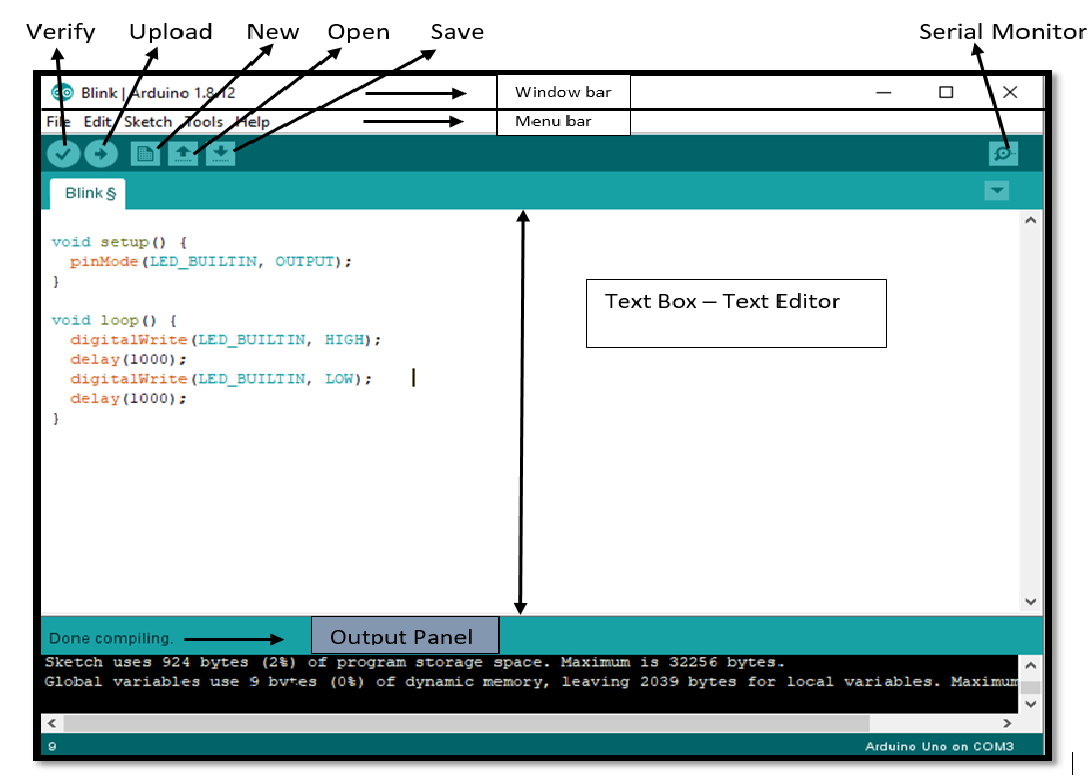 Verify Upload New Open Save Serial Monitor
Blink | Arduino 1.8.12 Window bar
File Edit Sketch Tools Help Menu bar
Blink §
void setup() {
pinMode(LED_BUILTIN, OUTPUT);
}
Text Box – Text Editor
void loop() {
digitalWrite(LED_BUILTIN, HIGH);
delay(1000);
digitalWrite(LED_BUILTIN, LOW);
delay(1000);
}
Done compiling. Output Panel
Sketch uses 924 bytes (2%) of program storage space. Maximum is 32256 bytes.
Global variables use 9 bytes (0%) of dynamic memory, leaving 2039 bytes for local variables. Maximum
9 Arduino Uno on COM3